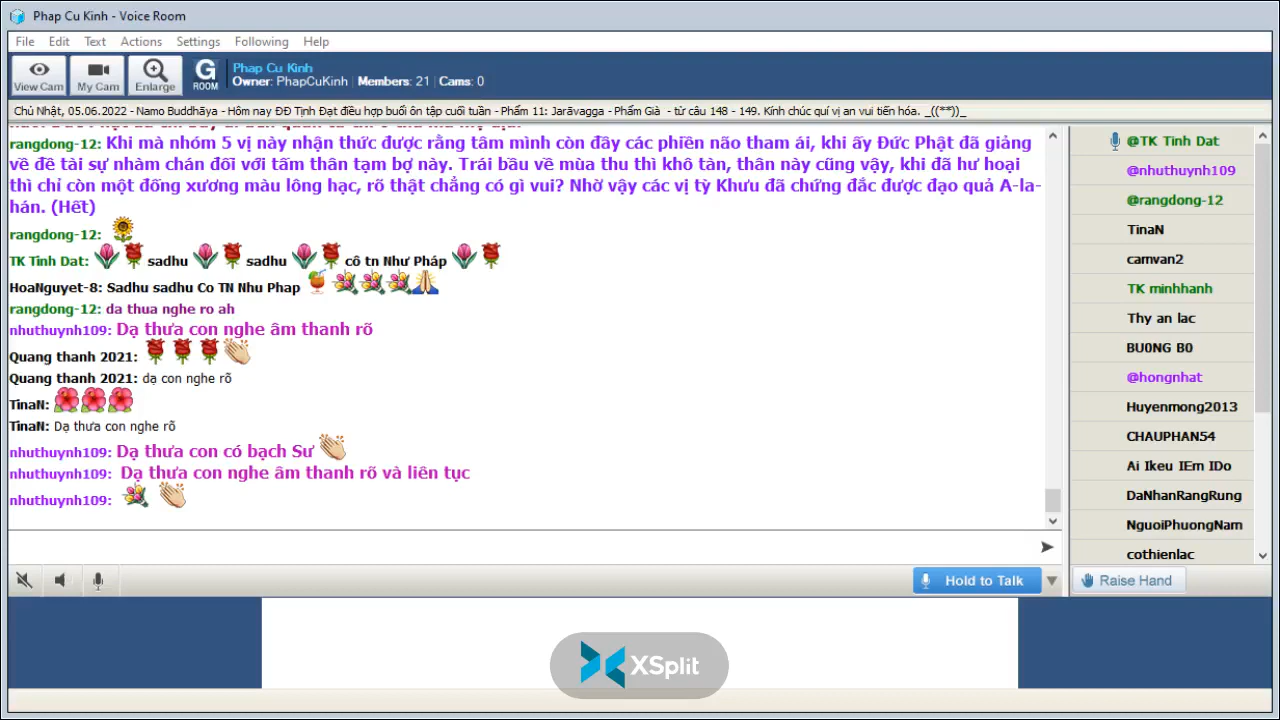 Phap Cu Kinh - Voice Room
File Edit Text Actions Settings Following Help
View Cam My Cam Enlarge G ROOM
Phap Cu Kinh
Owner: PhapCuKinh | Members: 21 | Cams: 0
Chủ Nhật, 05.06.2022 - Namo Buddhāya - Hôm nay ĐĐ Tịnh Đạt điều hợp buổi ôn tập cuối tuần - Phẩm 11: Jarāvagga - Phẩm Già - từ câu 148 - 149. Kính chúc quí vị an vui tiến hóa. _((**))_
rangdong-12: Khi mà nhóm 5 vị này nhận thức được rằng tâm mình còn đầy các phiền não tham ái, khi ấy Đức Phật đã giảng
về đề tài sự nhàm chán đối với tấm thân tạm bợ này. Trái bầu về mùa thu thì khô tàn, thân này cũng vậy, khi đã hư hoại
thì chỉ còn một đống xương màu lông hạc, rõ thật chẳng có gì vui? Nhờ vậy các vị tỳ Khưu đã chứng đắc được đạo quả A-la-
hán. (Hết)
rangdong-12:
TK Tinh Dat: sadhu sadhu cô tn Như Pháp
HoaNguyet-8: Sadhu sadhu Co TN Nhu Phap
rangdong-12: da thua nghe ro ah
nhuthuynh109: Dạ thưa con nghe âm thanh rõ
Quang thanh 2021:
Quang thanh 2021: dạ con nghe rõ
TinaN:
TinaN: Dạ thưa con nghe rõ
nhuthuynh109: Dạ thưa con có bạch Sư
nhuthuynh109: Dạ thưa con nghe âm thanh rõ và liên tục
nhuthuynh109:
@TK Tinh Dat
@nhuthuynh109
@rangdong-12
TinaN
camvan2
TK minhhanh
Thy an lac
BU0NG B0
@hongnhat
Huyenmong2013
CHAUPHAN54
Ai Ikeu IEm IDo
DaNhanRangRung
NguoiPhuongNam
cothienlac
Hold to Talk
Raise Hand
XSplit